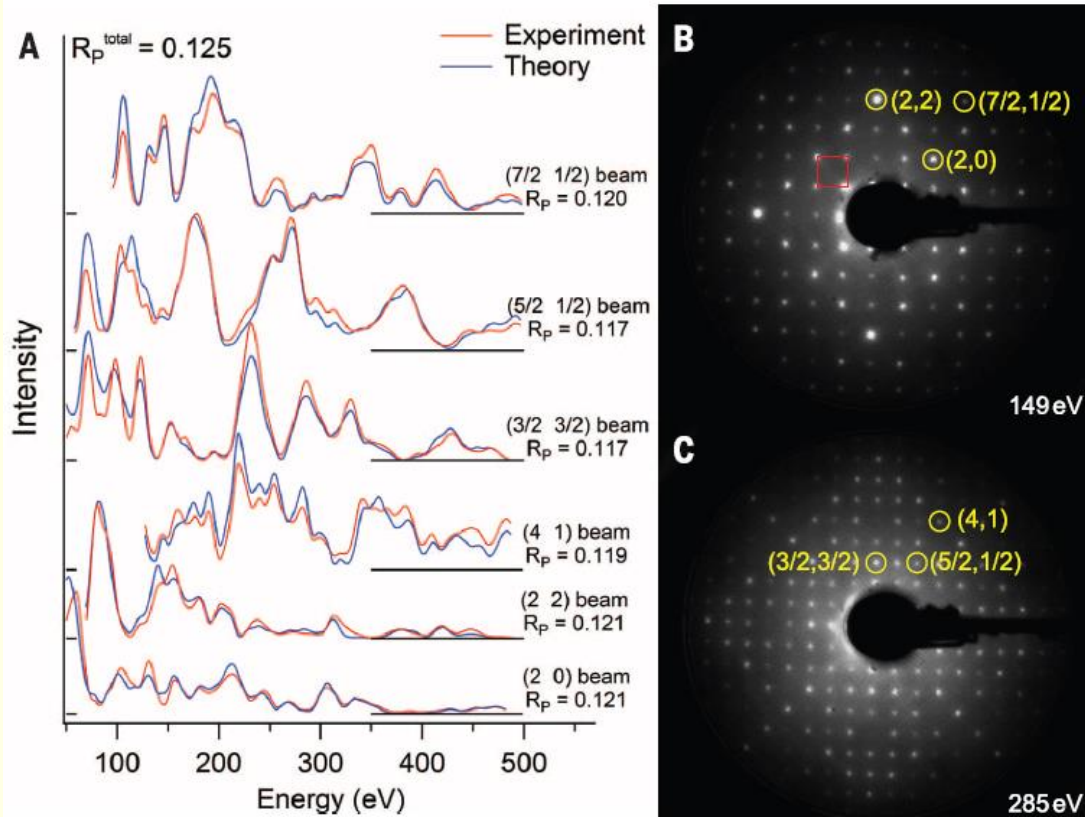 A
R_P^total = 0.125
Experiment
Theory
(7/2 1/2) beam
R_P = 0.120
(5/2 1/2) beam
R_P = 0.117
(3/2 3/2) beam
R_P = 0.117
(4 1) beam
R_P = 0.119
(2 2) beam
R_P = 0.121
(2 0) beam
R_P = 0.121
Intensity
100 200 300 400 500
Energy (eV)
B
(2,2)
(7/2,1/2)
(2,0)
149 eV
C
(4,1)
(3/2,3/2)
(5/2,1/2)
285 eV